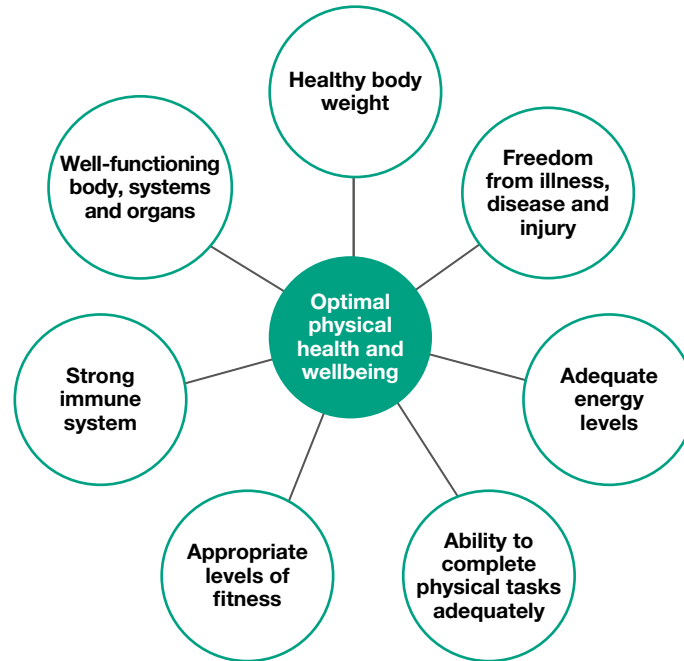 Healthy body
weight
Freedom
from illness,
disease and
injury
Adequate
energy
levels
Ability to
complete
physical tasks
adequately
Appropriate
levels of
fitness
Strong
immune
system
Well-functioning
body, systems
and organs
Optimal
physical
health and
wellbeing